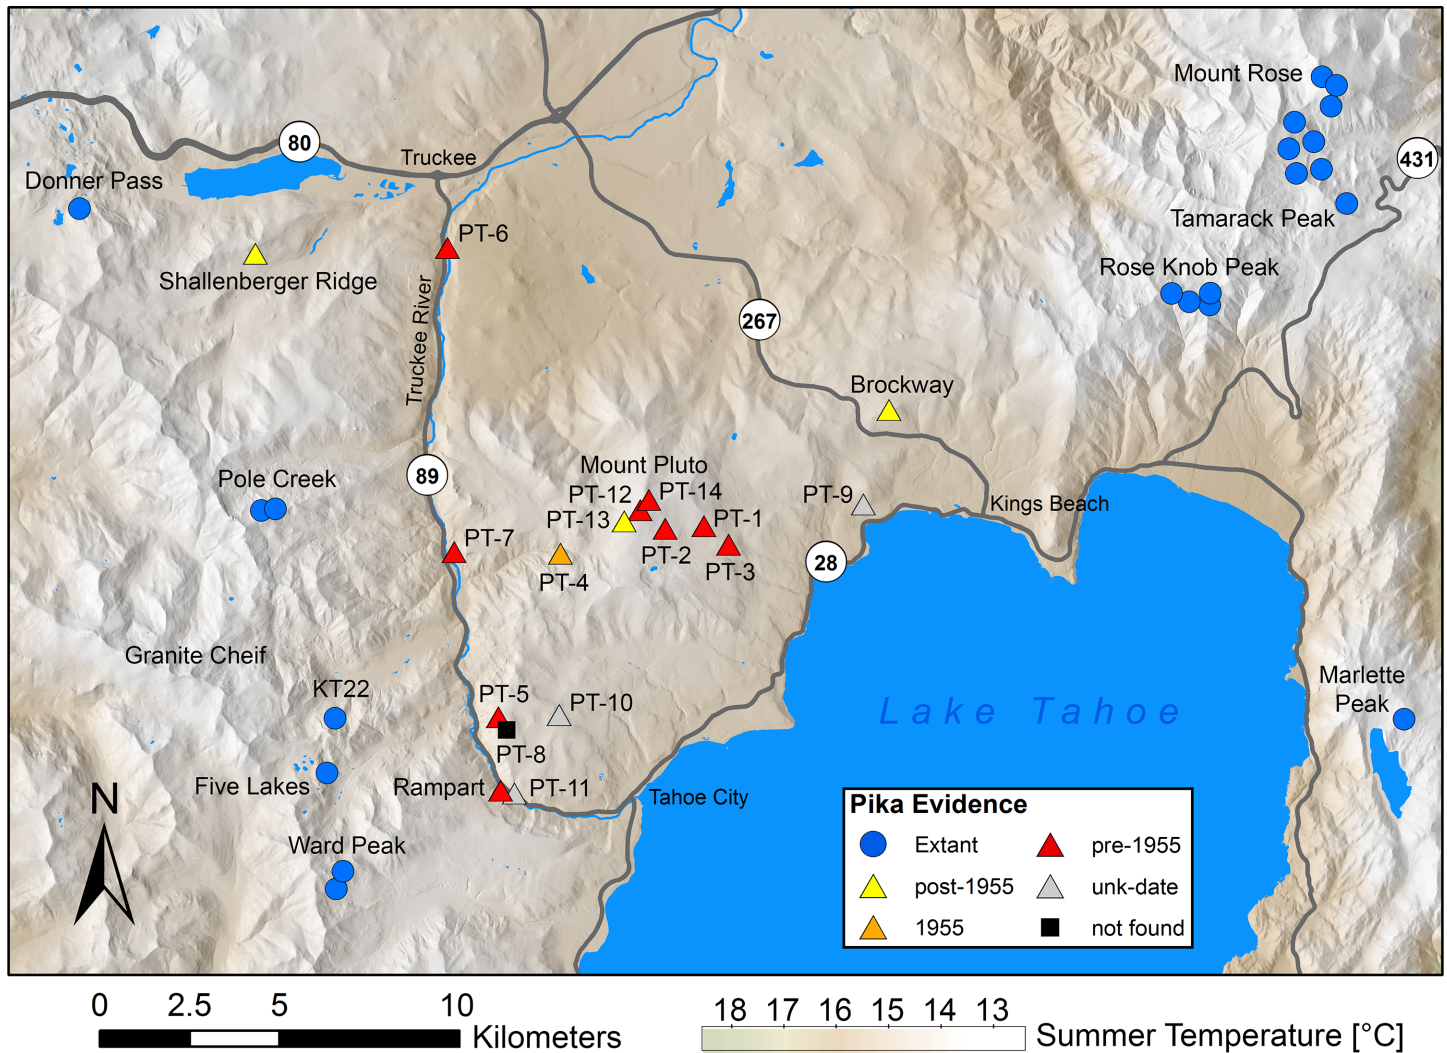 Mount Rose
80
Truckee
431
Donner Pass
Tamarack Peak
PT-6
Shallenberger Ridge
Rose Knob Peak
Truckee River
267
Brockway
Mount Pluto
89
Pole Creek
PT-12
PT-14
PT-9
Kings Beach
PT-13
PT-1
PT-7
PT-2
28
PT-4
PT-3
Granite Cheif
KT22
PT-5
PT-10
Lake Tahoe
Marlette
Peak
PT-8
Five Lakes
Rampart
PT-11
Tahoe City
N
Ward Peak
Pika Evidence
Extant
pre-1955
post-1955
unk-date
1955
not found
0 2.5 5 10
Kilometers
18 17 16 15 14 13
Summer Temperature [°C]